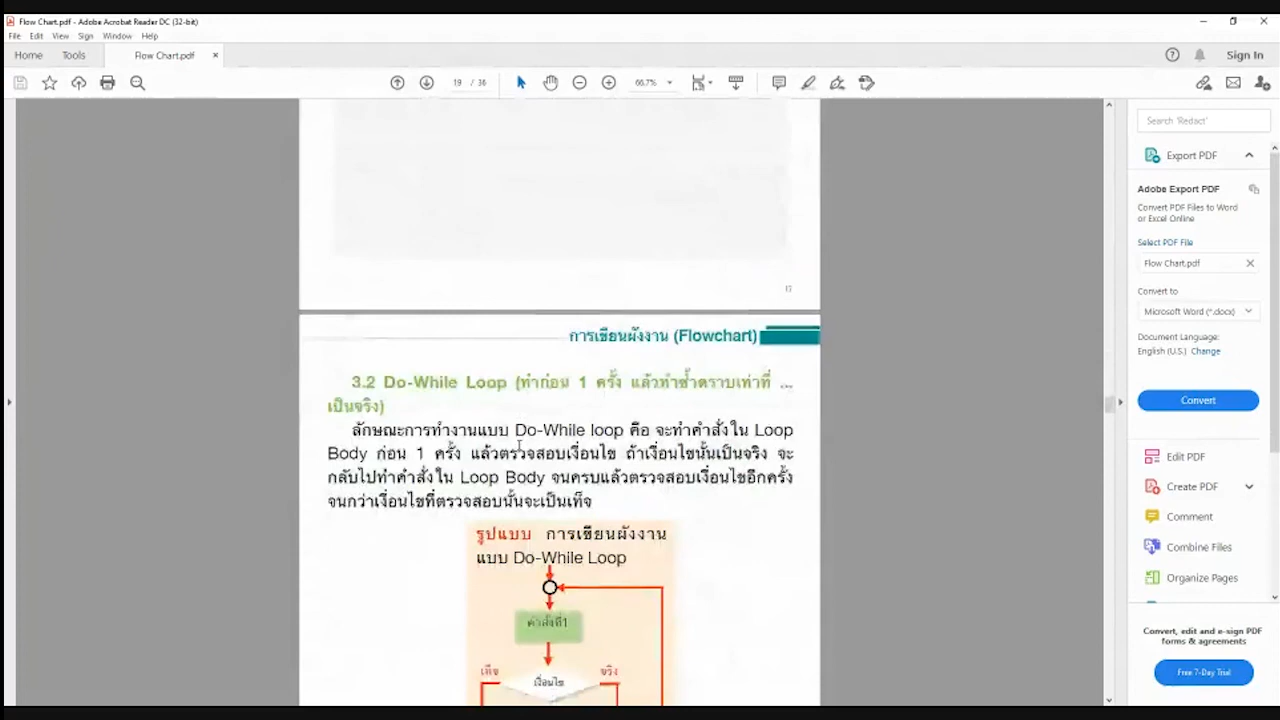 Flow Chart.pdf - Adobe Acrobat Reader DC (32-bit)
File Edit View Sign Window Help
Home Tools Flow Chart.pdf × Sign In
19 / 36 66.7%
Search 'Redact'
Export PDF
Adobe Export PDF
Convert PDF Files to Word
or Excel Online
Select PDF File
Flow Chart.pdf
Convert to
Microsoft Word (*.docx)
Document Language:
English (U.S.) Change
Convert
Edit PDF
Create PDF
Comment
Combine Files
Organize Pages
Convert, edit and e-sign PDF
forms & agreements
Free 7-Day Trial
17
การเขียนผังงาน (Flowchart)
3.2 Do-While Loop (ทำก่อน 1 ครั้ง แล้วทำซ้ำตราบเท่าที่ ...
เป็นจริง)
ลักษณะการทำงานแบบ Do-While loop คือ จะทำคำสั่งใน Loop
Body ก่อน 1 ครั้ง แล้วตรวจสอบเงื่อนไข ถ้าเงื่อนไขนั้นเป็นจริง จะ
กลับไปทำคำสั่งใน Loop Body จนครบแล้วตรวจสอบเงื่อนไขอีกครั้ง
จนกว่าเงื่อนไขที่ตรวจสอบนั้นจะเป็นเท็จ
รูปแบบ การเขียนผังงาน
แบบ Do-While Loop
คำสั่งที่1
เท็จ จริง
เงื่อนไข